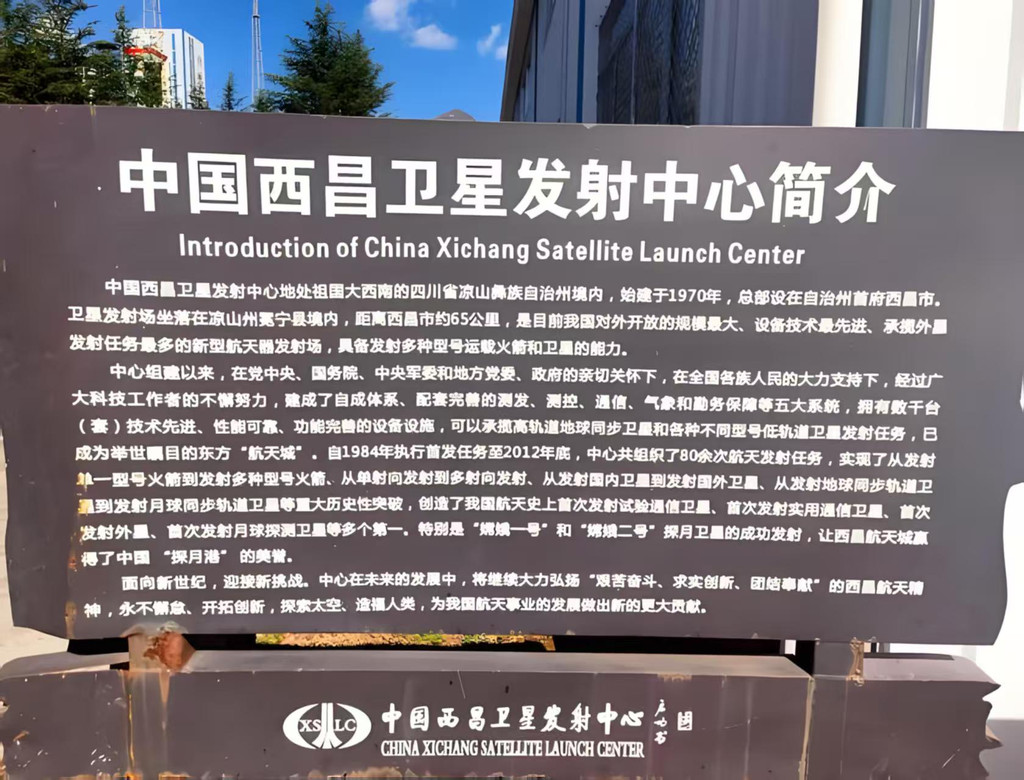 中国西昌卫星发射中心简介
Introduction of China Xichang Satellite Launch Center
中国西昌卫星发射中心地处祖国大西南的四川省凉山彝族自治州境内，始建于1970年，总部设在自治州首府西昌市。
卫星发射场坐落在凉山州冕宁县境内，距离西昌市约65公里，是目前我国对外开放的规模最大、设备技术最先进、承揽外星
发射任务最多的新型航天器发射场，具备发射多种型号运载火箭和卫星的能力。
中心组建以来，在党中央、国务院、中央军委和地方党委、政府的亲切关怀下，在全国各族人民的大力支持下，经过广
大科技工作者的不懈努力，建成了自成体系、配套完善的测发、测控、通信、气象和勤务保障等五大系统，拥有数千台
（套）技术先进、性能可靠、功能完善的设备设施，可以承揽高轨道地球同步卫星和各种不同型号低轨道卫星发射任务，已
成为举世瞩目的东方“航天城”。自1984年执行首发任务至2012年底，中心共组织了80余次航天发射任务，实现了从发射
单一型号火箭到发射多种型号火箭、从单射向发射到多射向发射、从发射国内卫星到发射国外卫星、从发射地球同步轨道卫
星到发射月球同步轨道卫星等重大历史性突破，创造了我国航天史上首次发射试验通信卫星、首次发射实用通信卫星、首次
发射外星、首次发射月球探测卫星等多个第一。特别是“嫦娥一号”和“嫦娥二号”探月卫星的成功发射，让西昌航天城赢
得了中国“探月港”的美誉。
面向新世纪，迎接新挑战。中心在未来的发展中，将继续大力弘扬“艰苦奋斗、求实创新、团结奉献”的西昌航天精
神，永不懈怠、开拓创新，探索太空、造福人类，为我国航天事业的发展做出新的更大贡献。
XSLC 中国西昌卫星发射中心
CHINA XICHANG SATELLITE LAUNCH CENTER